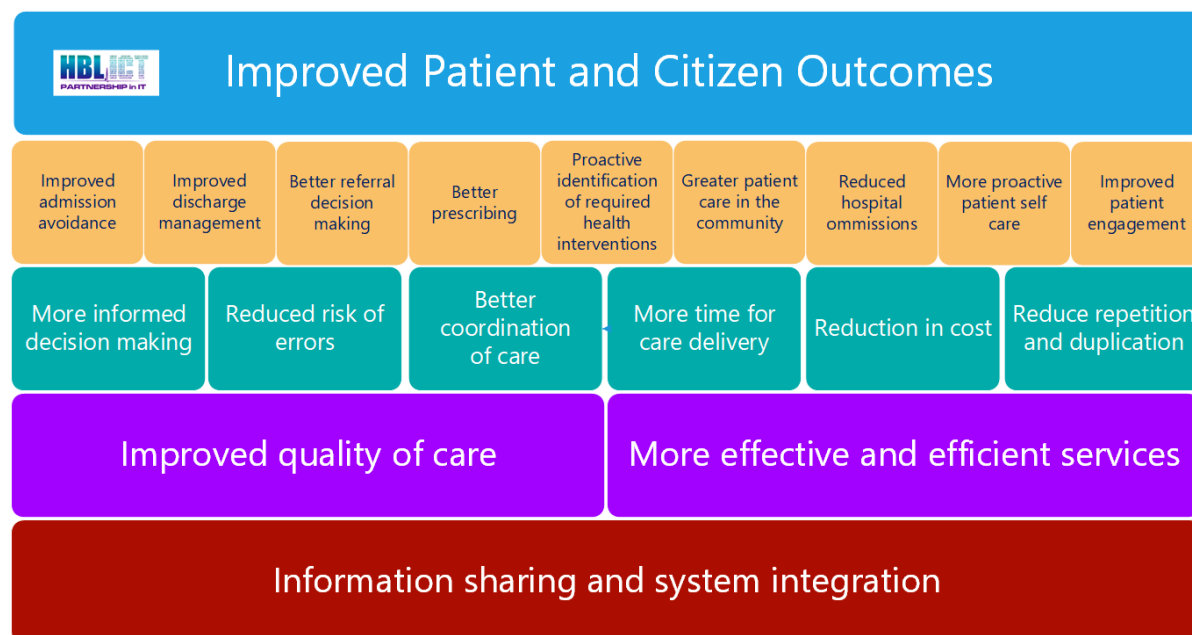 HBL ICT
PARTNERSHIP in IT
Improved Patient and Citizen Outcomes
Improved
admission
avoidance
Improved
discharge
management
Better referral
decision
making
Better
prescribing
Proactive
identification
of required
health
interventions
Greater patient
care in the
community
Reduced
hospital
ommissions
More proactive
patient self
care
Improved
patient
engagement
More informed
decision making
Reduced risk of
errors
Better
coordination
of care
More time for
care delivery
Reduction in cost
Reduce repetition
and duplication
Improved quality of care
More effective and efficient services
Information sharing and system integration